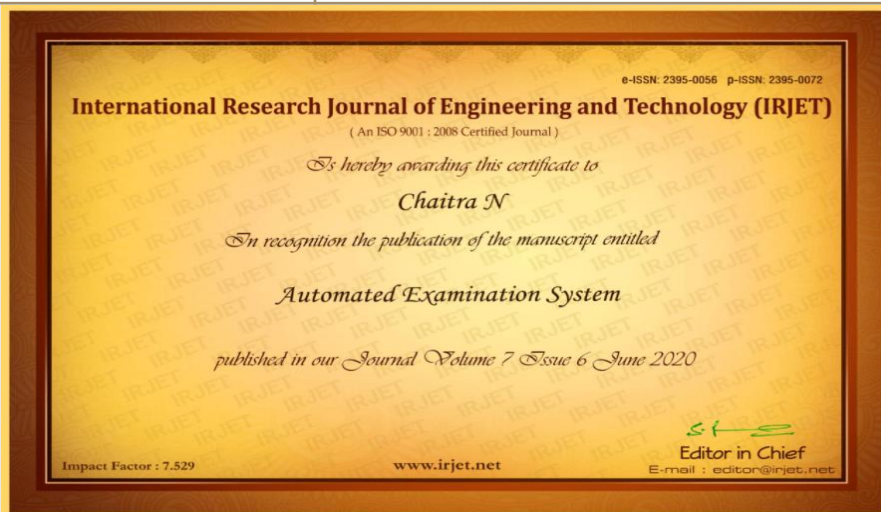 e-ISSN: 2395-0056 p-ISSN: 2395-0072
International Research Journal of Engineering and Technology (IRJET)
( An ISO 9001 : 2008 Certified Journal )
Is hereby awarding this certificate to
Chaitra N
In recognition the publication of the manuscript entitled
Automated Examination System
published in our Journal Volume 7 Issue 6 June 2020
Editor in Chief
Impact Factor : 7.529
www.irjet.net
E-mail : editor@irjet.net